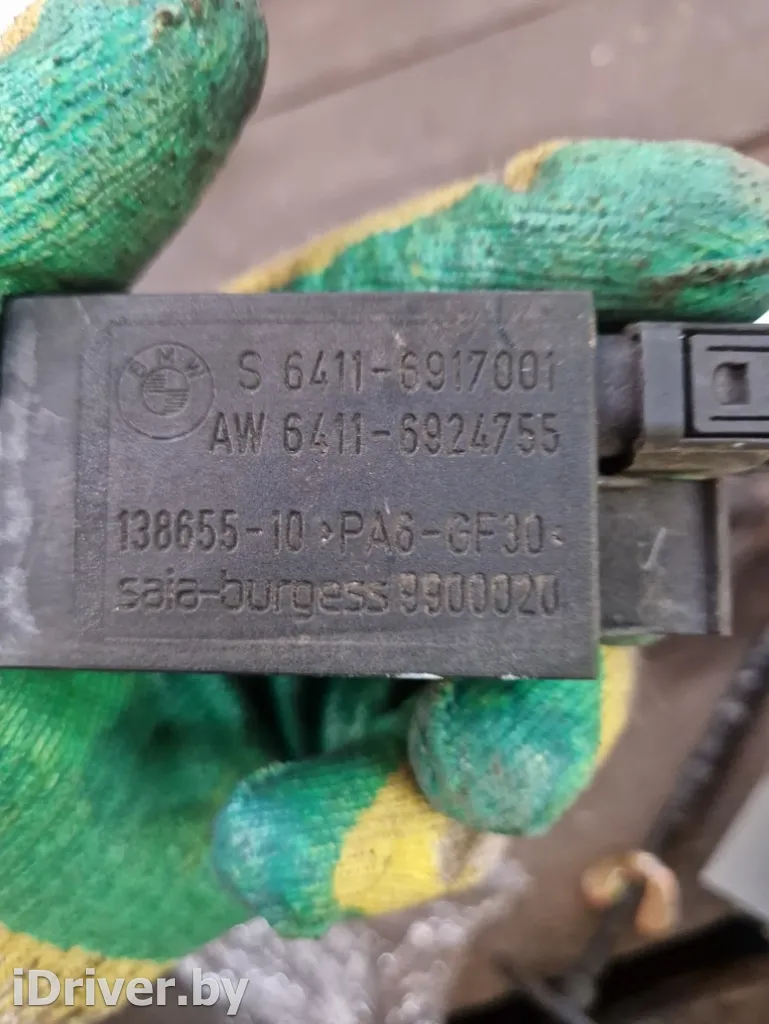 BMW
S 6411-6917001
AW 6411-6924755
138655-10 >PA6-GF30<
saia-burgess 9900020
iDriver.by